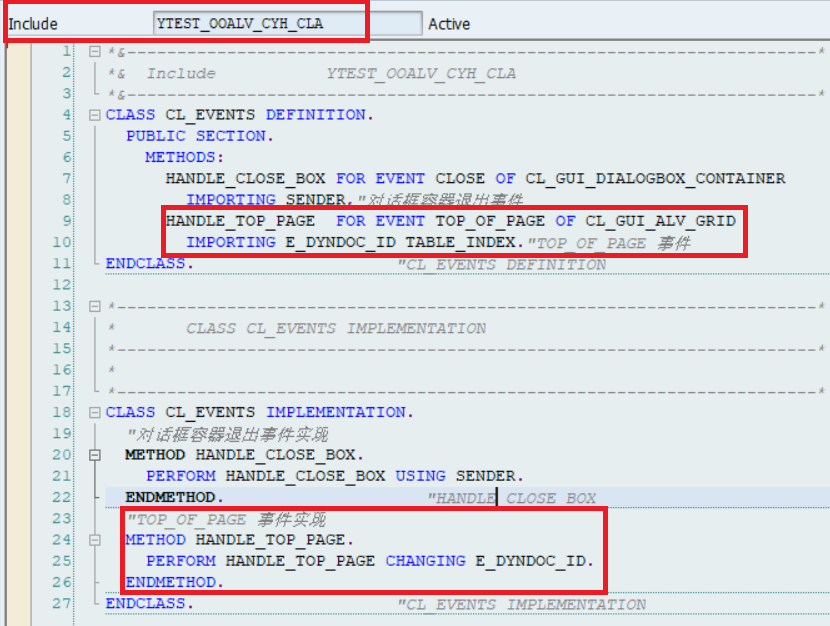 Include YTEST_OOALV_CYH_CLA Active
1 *&---------------------------------------------------------------------*
2 *&  Include           YTEST_OOALV_CYH_CLA
3 *&---------------------------------------------------------------------*
4 CLASS CL_EVENTS DEFINITION.
5   PUBLIC SECTION.
6     METHODS:
7       HANDLE_CLOSE_BOX FOR EVENT CLOSE OF CL_GUI_DIALOGBOX_CONTAINER
8         IMPORTING SENDER,"对话框容器退出事件
9       HANDLE_TOP_PAGE  FOR EVENT TOP_OF_PAGE OF CL_GUI_ALV_GRID
10         IMPORTING E_DYNDOC_ID TABLE_INDEX."TOP_OF_PAGE 事件
11 ENDCLASS.                    "CL_EVENTS DEFINITION
12
13 *---------------------------------------------------------------------*
14 *       CLASS CL_EVENTS IMPLEMENTATION
15 *---------------------------------------------------------------------*
16 *
17 *---------------------------------------------------------------------*
18 CLASS CL_EVENTS IMPLEMENTATION.
19   "对话框容器退出事件实现
20   METHOD HANDLE_CLOSE_BOX.
21     PERFORM HANDLE_CLOSE_BOX USING SENDER.
22   ENDMETHOD.                    "HANDLE_CLOSE_BOX
23   "TOP_OF_PAGE 事件实现
24   METHOD HANDLE_TOP_PAGE.
25     PERFORM HANDLE_TOP_PAGE CHANGING E_DYNDOC_ID.
26   ENDMETHOD.
27 ENDCLASS.                    "CL_EVENTS IMPLEMENTATION